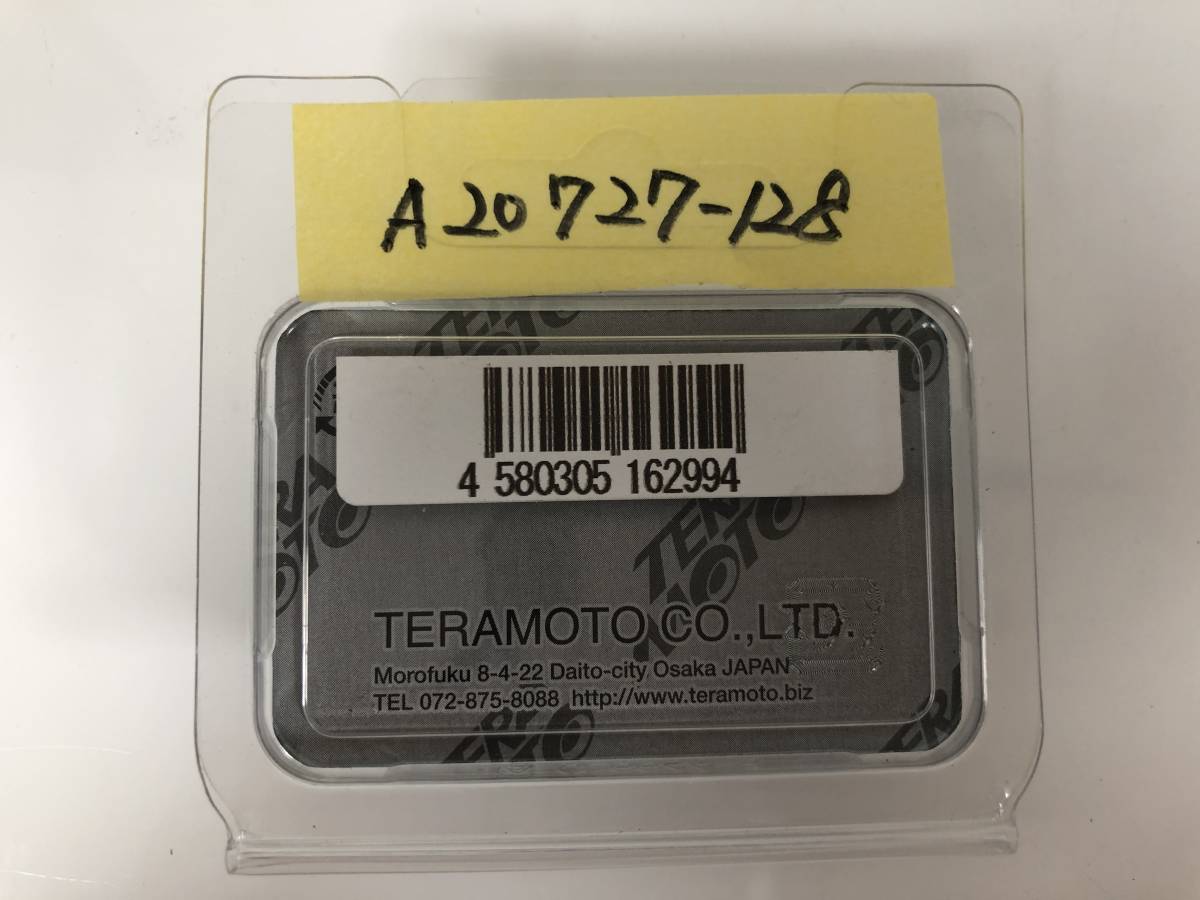 A20727-128
4 580305 162994
TERAMOTO CO.,LTD.
Morofuku 8-4-22 Daito-city, Osaka JAPAN
TEL 072-875-8088 http://www.teramoto.biz